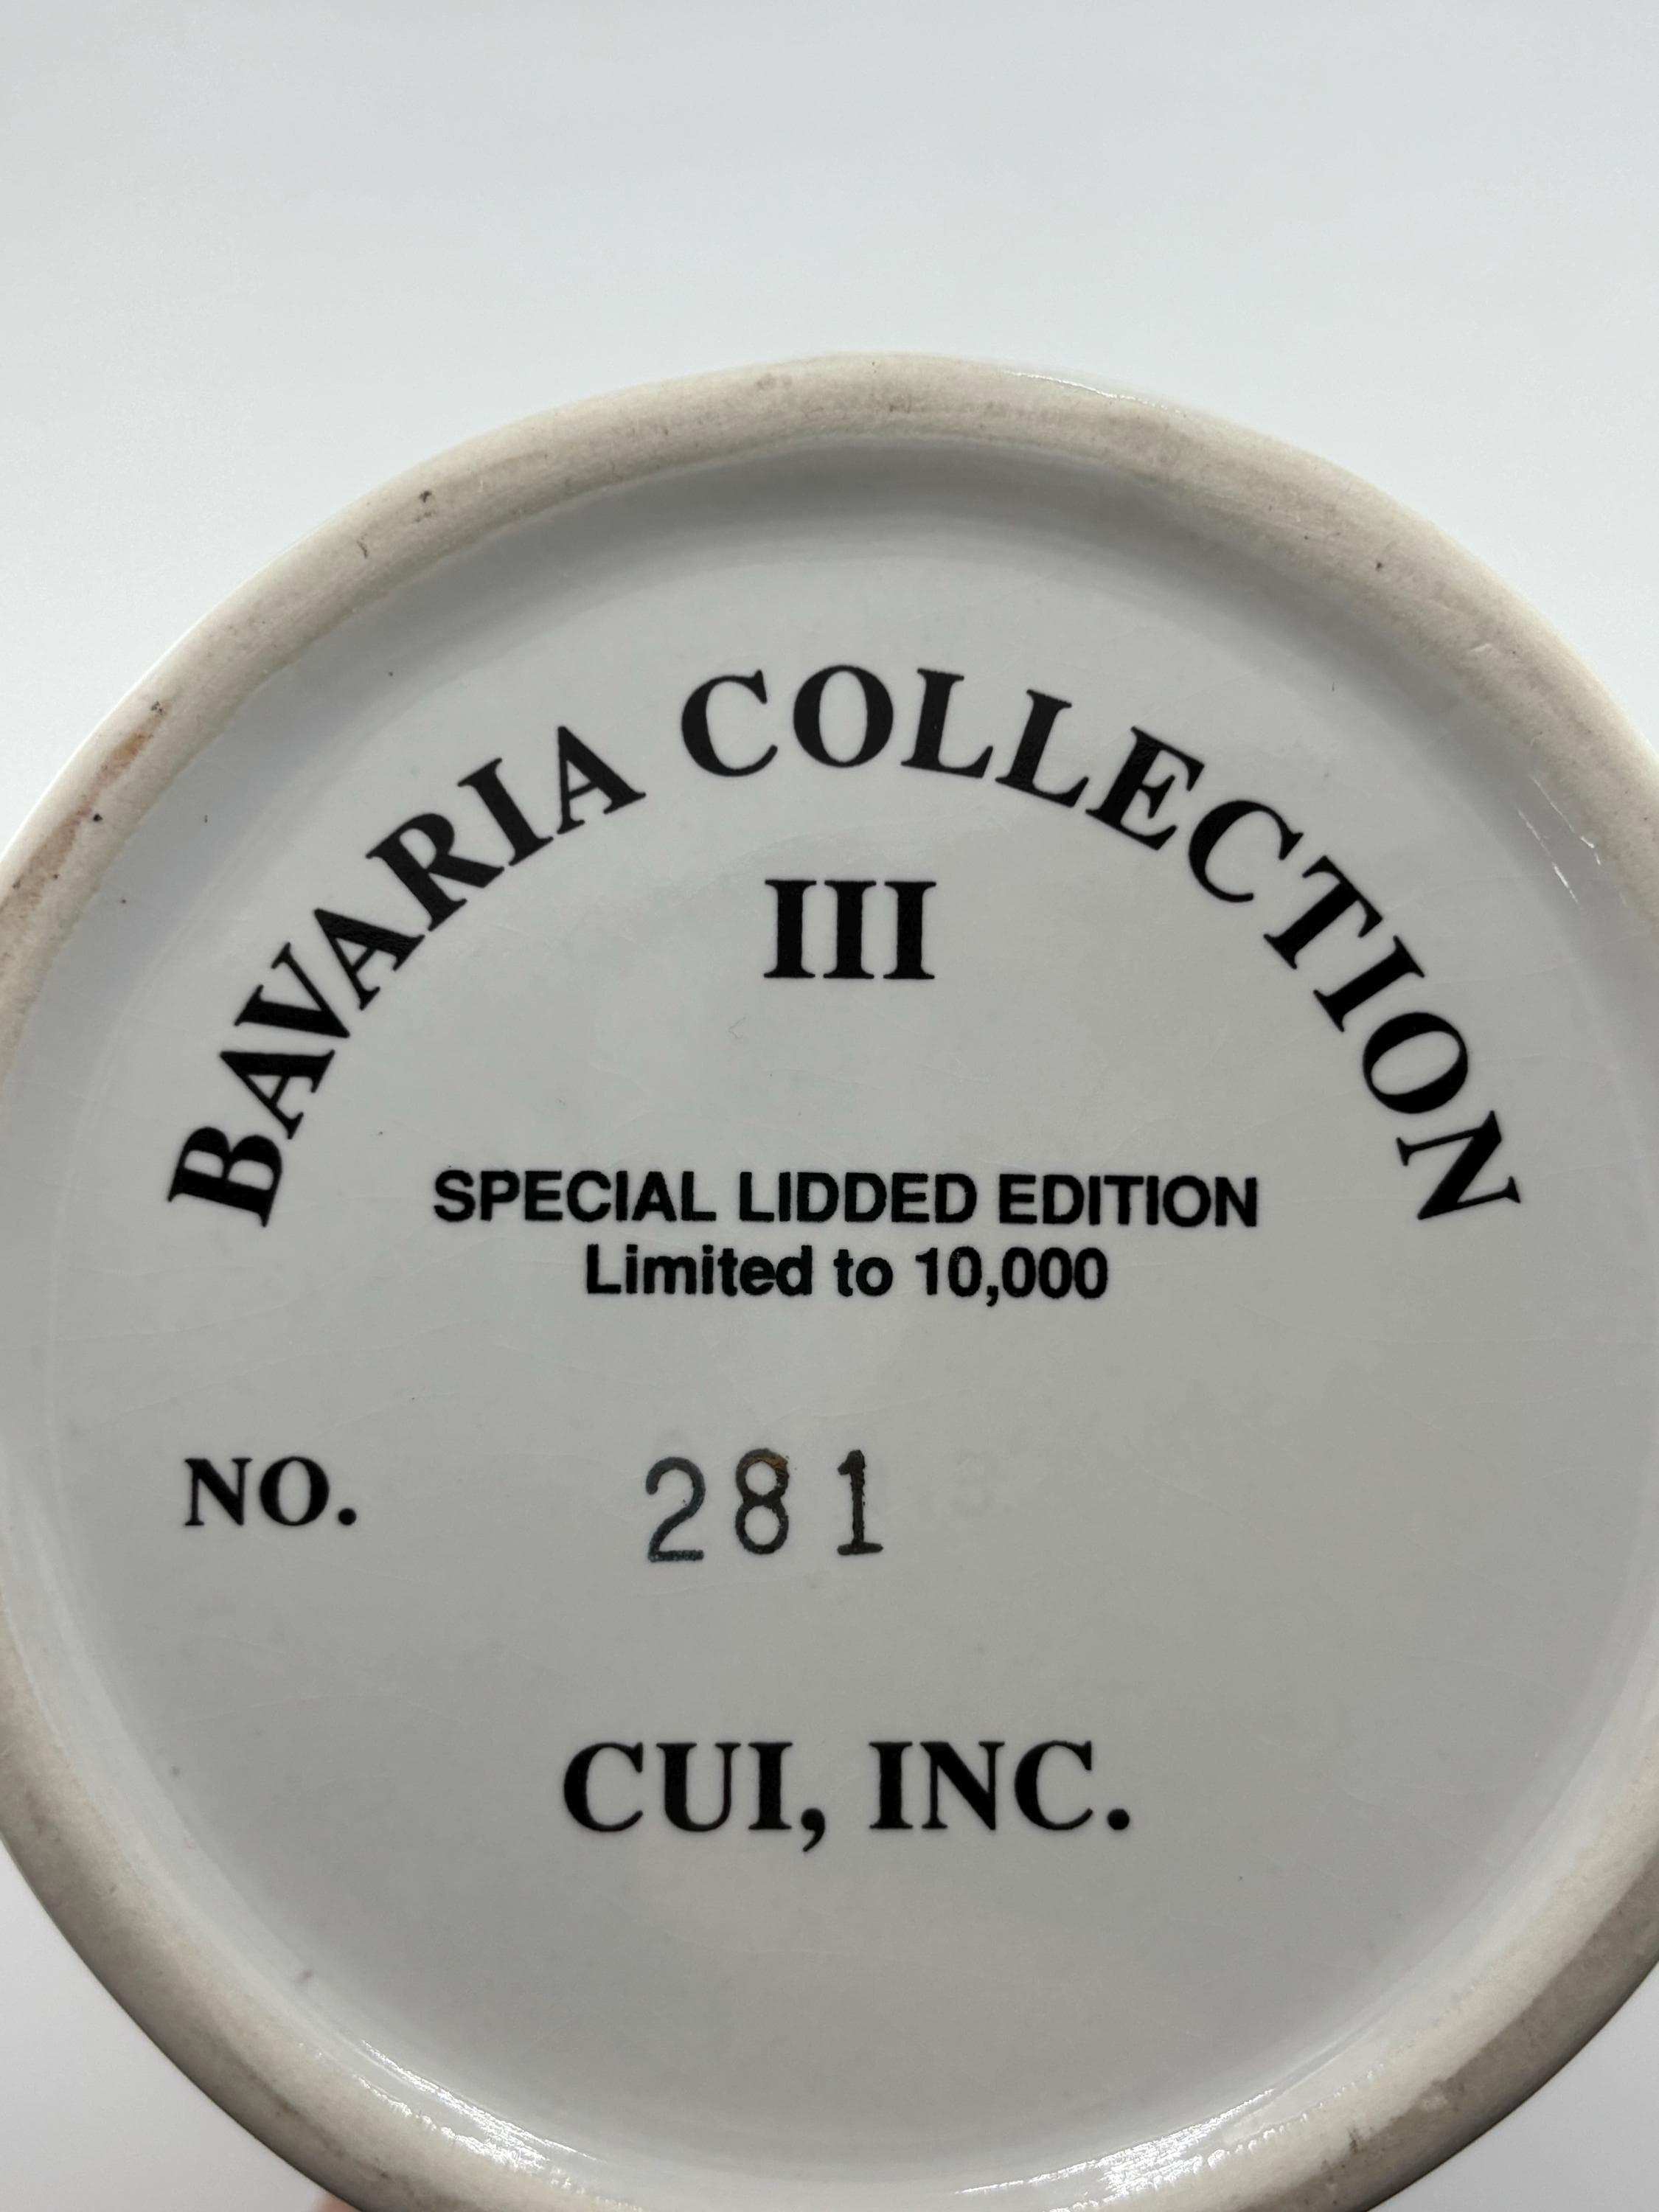 BAVARIA COLLECTION
III
SPECIAL LIDDED EDITION
Limited to 10,000
NO. 281
CUI, INC.